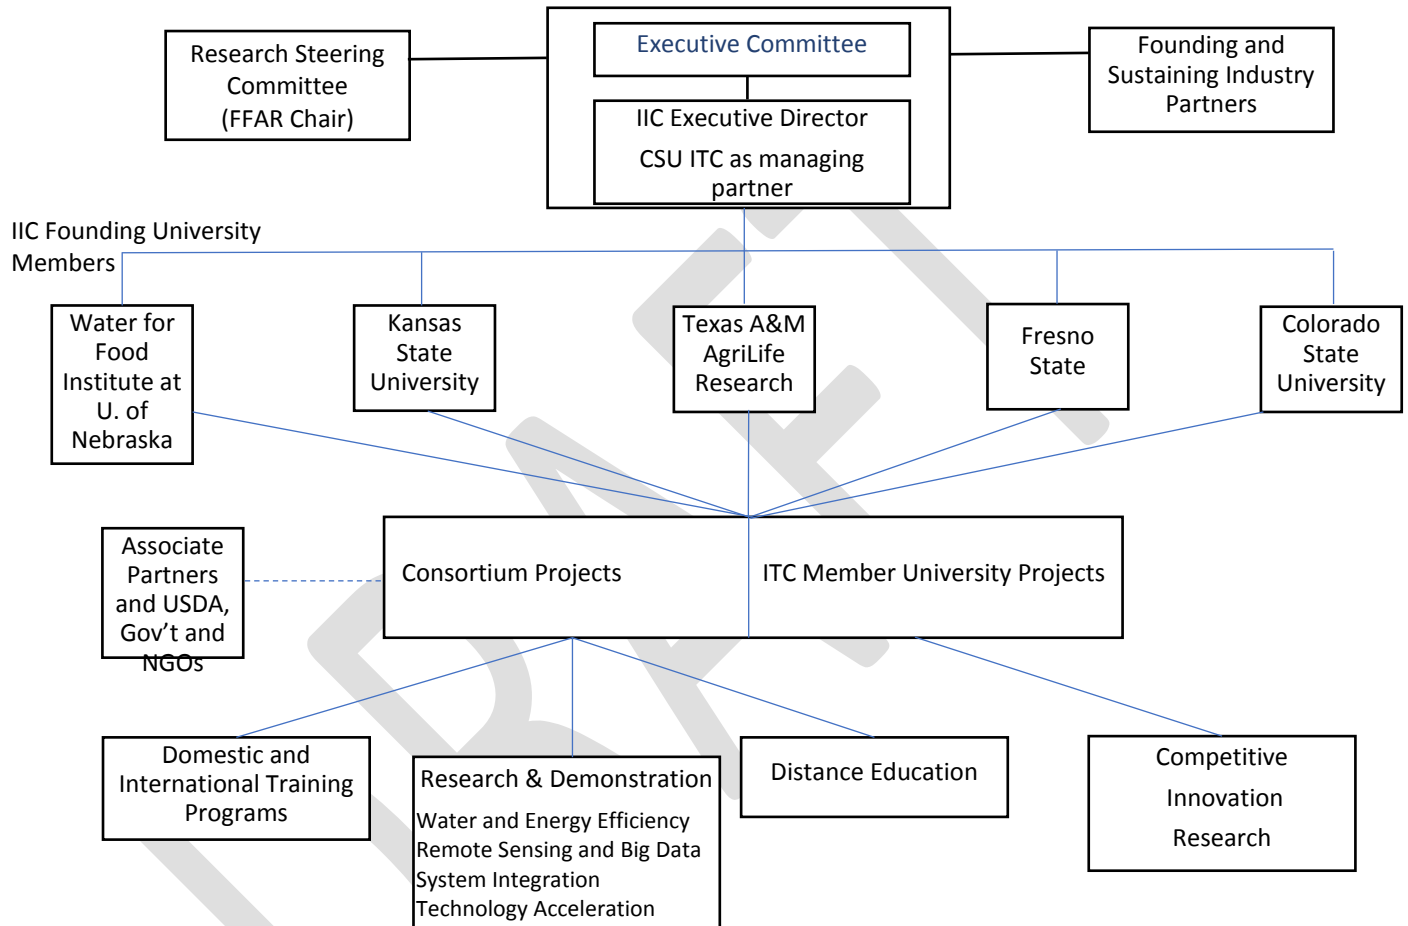 Research Steering
Committee
(FFAR Chair)
Executive Committee
IIC Executive Director
CSU ITC as managing
partner
Founding and
Sustaining Industry
Partners
IIC Founding University
Members
Water for
Food
Institute at
U. of
Nebraska
Kansas
State
University
Texas A&M
AgriLife
Research
Fresno
State
Colorado
State
University
Associate
Partners
and USDA,
Gov’t and
NGOs
Consortium Projects
ITC Member University Projects
Domestic and
International Training
Programs
Research & Demonstration
Water and Energy Efficiency
Remote Sensing and Big Data
System Integration
Technology Acceleration
Distance Education
Competitive
Innovation
Research
DRAFT